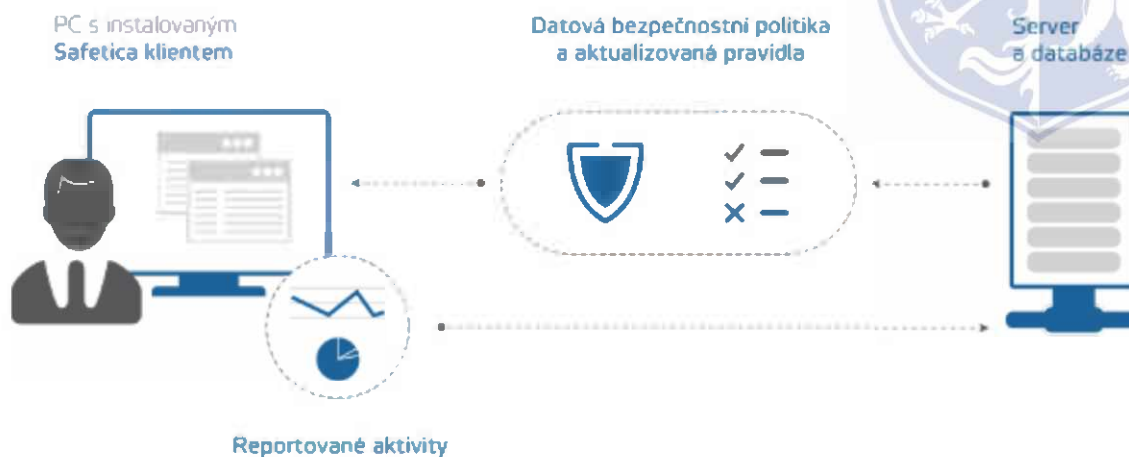 PC s instalovaným
Safetica klientem
Datová bezpečnostní politika
a aktualizovaná pravidla
Server
a databáze
Reportované aktivity